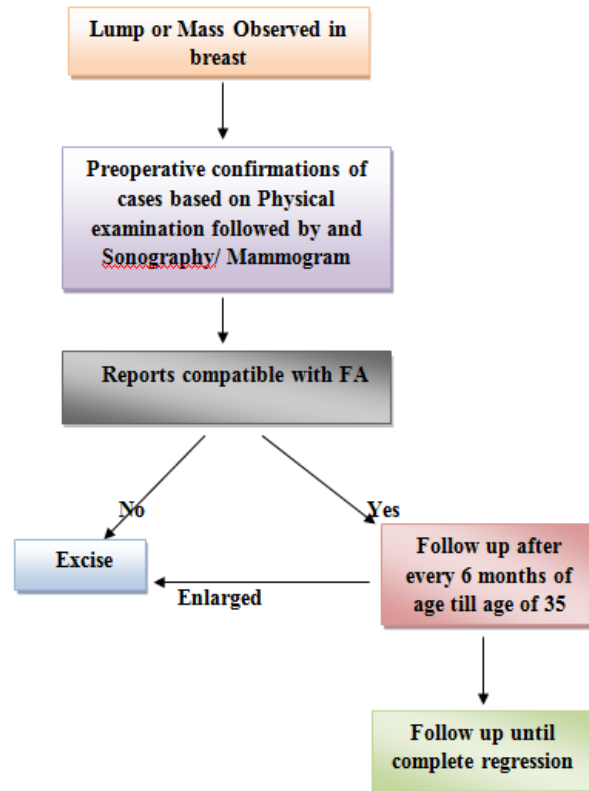 Lump or Mass Observed in
breast
Preoperative confirmations of
cases based on Physical
examination followed by and
Sonography/ Mammogram
Reports compatible with FA
No
Yes
Excise
Follow up after
every 6 months of
age till age of 35
Enlarged
Follow up until
complete regression